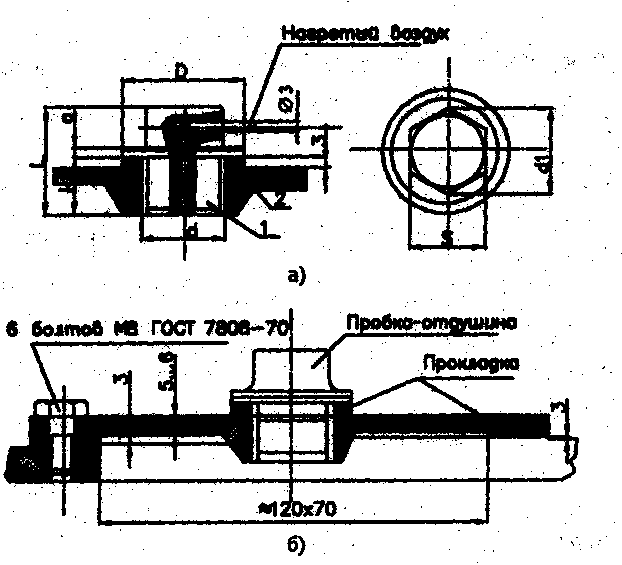 Нагретый воздух
D
Ø3
a
3
L
d1
2
1
d
S
а)
6 болтов М8 ГОСТ 7808-70
Пробка-отдушина
Прокладка
3
5...6
3
≈120х70
б)